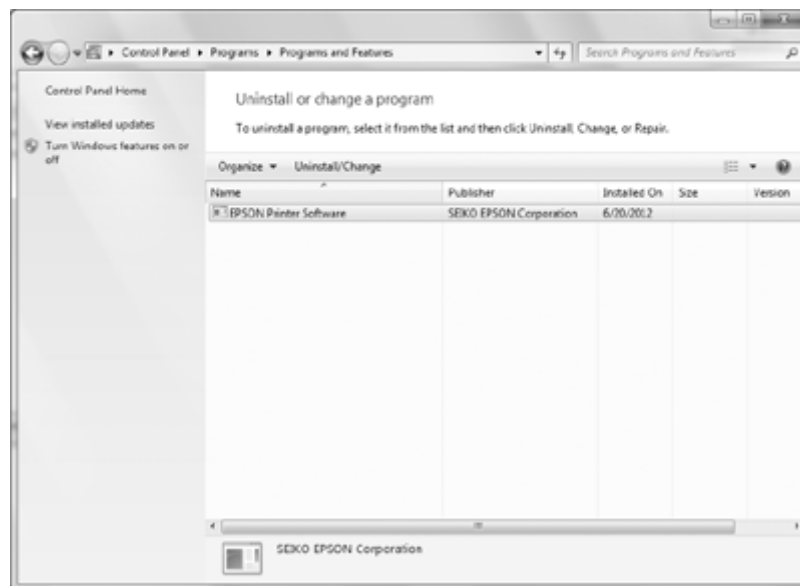 Control Panel ▸ Programs ▸ Programs and Features
Search Programs and Features
Control Panel Home
View installed updates
Turn Windows features on or
off
Uninstall or change a program
To uninstall a program, select it from the list and then click Uninstall, Change, or Repair.
Organize Uninstall/Change
Name Publisher Installed On Size Version
EPSON Printer Software SEIKO EPSON Corporation 6/20/2012
SEIKO EPSON Corporation